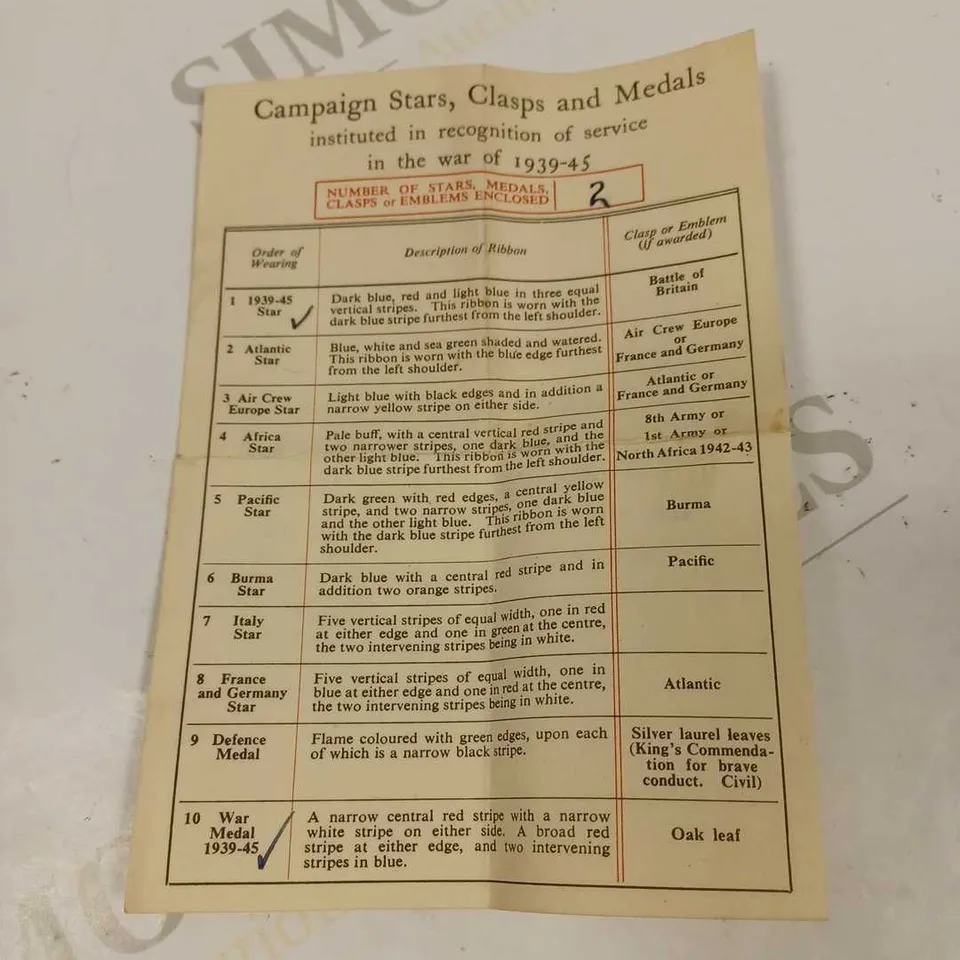 Campaign Stars, Clasps and Medals
instituted in recognition of service
in the war of 1939-45
NUMBER OF STARS, MEDALS,
CLASPS or EMBLEMS ENCLOSED
2
Order of
Wearing
Description of Ribbon
Clasp or Emblem
(if awarded)
1 1939-45
Star ✓
Dark blue, red and light blue in three equal
vertical stripes. This ribbon is worn with the
dark blue stripe furthest from the left shoulder.
Battle of
Britain
2 Atlantic
Star
Blue, white and sea green shaded and watered.
This ribbon is worn with the blue edge furthest
from the left shoulder.
Air Crew Europe
or
France and Germany
3 Air Crew
Europe Star
Light blue with black edges and in addition a
narrow yellow stripe on either side.
Atlantic or
France and Germany
4 Africa
Star
Pale buff, with a central vertical red stripe and
two narrower stripes, one dark blue, and the
other light blue. This ribbon is worn with the
dark blue stripe furthest from the left shoulder.
8th Army or
1st Army or
North Africa 1942-43
5 Pacific
Star
Dark green with red edges, a central yellow
stripe, and two narrow stripes, one dark blue
and the other light blue. This ribbon is worn
with the dark blue stripe furthest from the left
shoulder.
Burma
6 Burma
Star
Dark blue with a central red stripe and in
addition two orange stripes.
Pacific
7 Italy
Star
Five vertical stripes of equal width, one in red
at either edge and one in green at the centre,
the two intervening stripes being in white.
8 France
and Germany
Star
Five vertical stripes of equal width, one in
blue at either edge and one in red at the centre,
the two intervening stripes being in white.
Atlantic
9 Defence
Medal
Flame coloured with green edges, upon each
of which is a narrow black stripe.
Silver laurel leaves
(King's Commenda-
tion for brave
conduct. Civil)
10 War
Medal
1939-45 ✓
A narrow central red stripe with a narrow
white stripe on either side. A broad red
stripe at either edge, and two intervening
stripes in blue.
Oak leaf